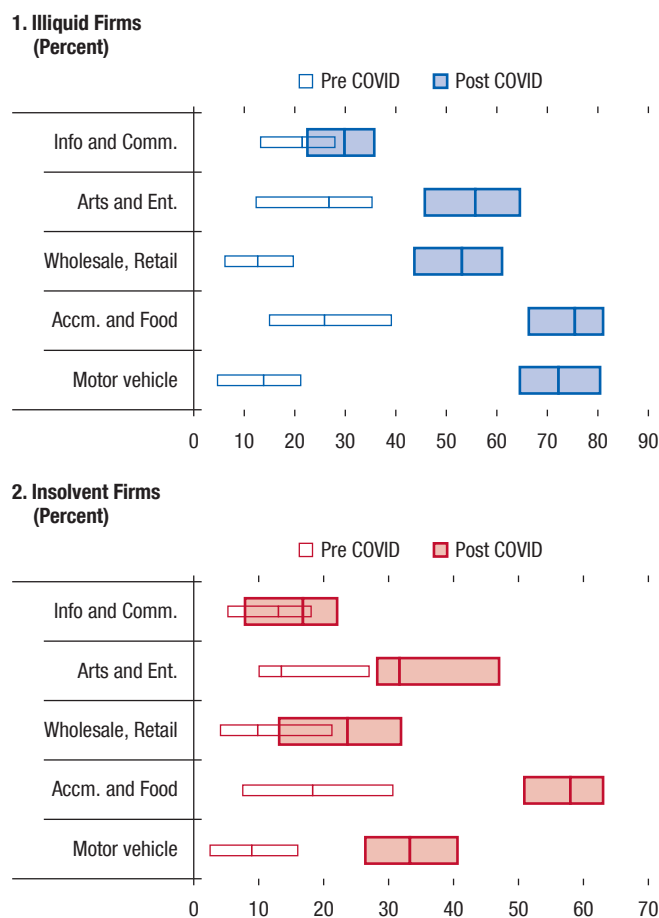 1. Illiquid Firms
(Percent)
Pre COVID Post COVID
Info and Comm.
Arts and Ent.
Wholesale, Retail
Accm. and Food
Motor vehicle
0 10 20 30 40 50 60 70 80 90
2. Insolvent Firms
(Percent)
Pre COVID Post COVID
Info and Comm.
Arts and Ent.
Wholesale, Retail
Accm. and Food
Motor vehicle
0 10 20 30 40 50 60 70